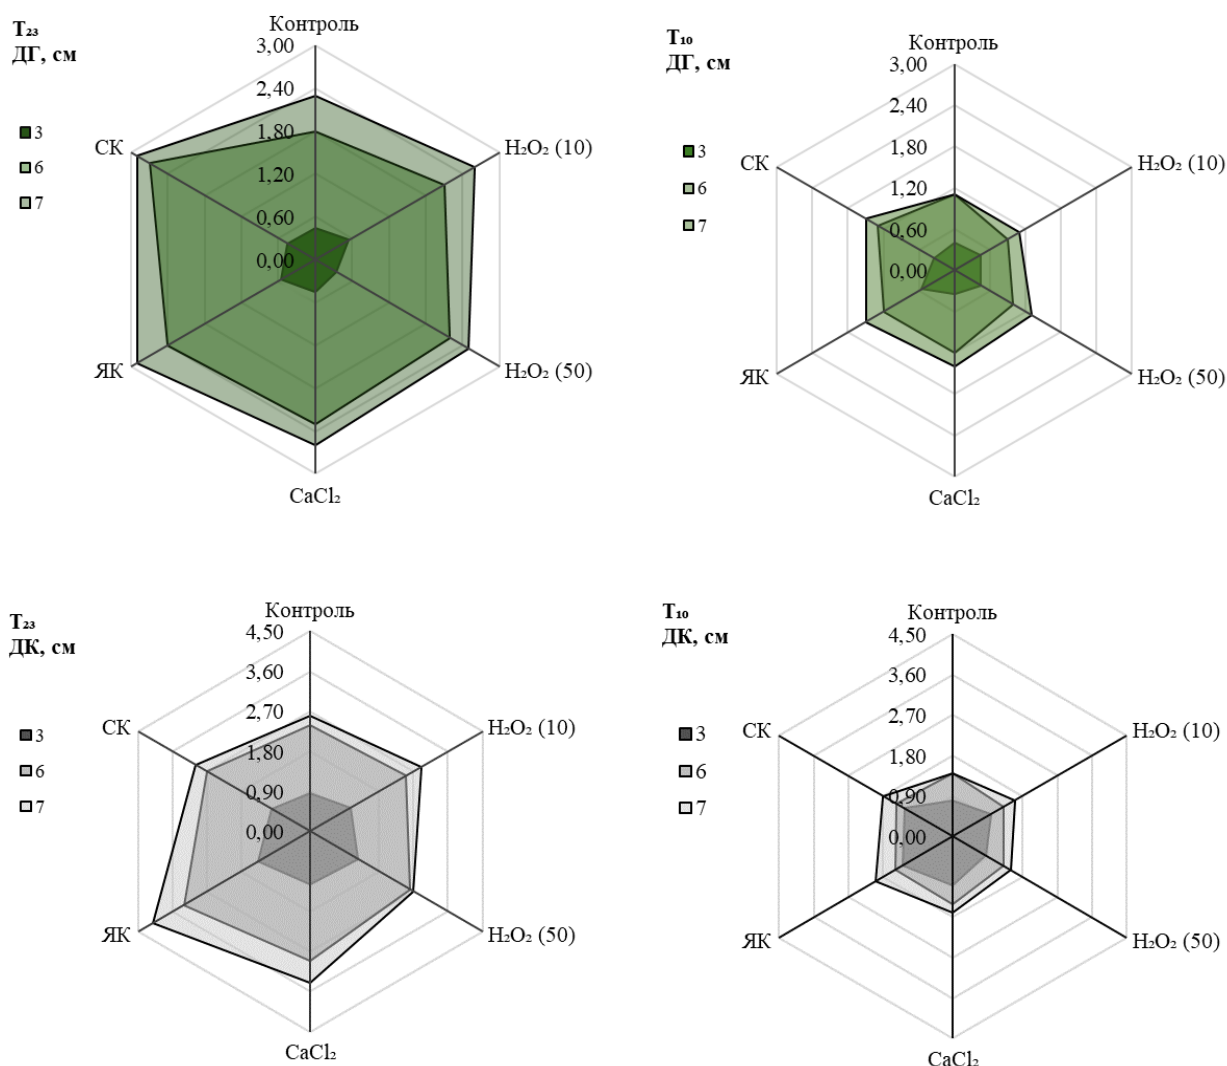 T₂₃
ДГ, см
3
6
7
Контроль
3,00
2,40
1,80
1,20
0,60
0,00
H₂O₂ (10)
H₂O₂ (50)
CaCl₂
ЯК
СК
T₁₀
ДГ, см
3
6
7
Контроль
3,00
2,40
1,80
1,20
0,60
0,00
H₂O₂ (10)
H₂O₂ (50)
CaCl₂
ЯК
СК
T₂₃
ДК, см
3
6
7
Контроль
4,50
3,60
2,70
1,80
0,90
0,00
H₂O₂ (10)
H₂O₂ (50)
CaCl₂
ЯК
СК
T₁₀
ДК, см
3
6
7
Контроль
4,50
3,60
2,70
1,80
0,90
0,00
H₂O₂ (10)
H₂O₂ (50)
CaCl₂
ЯК
СК